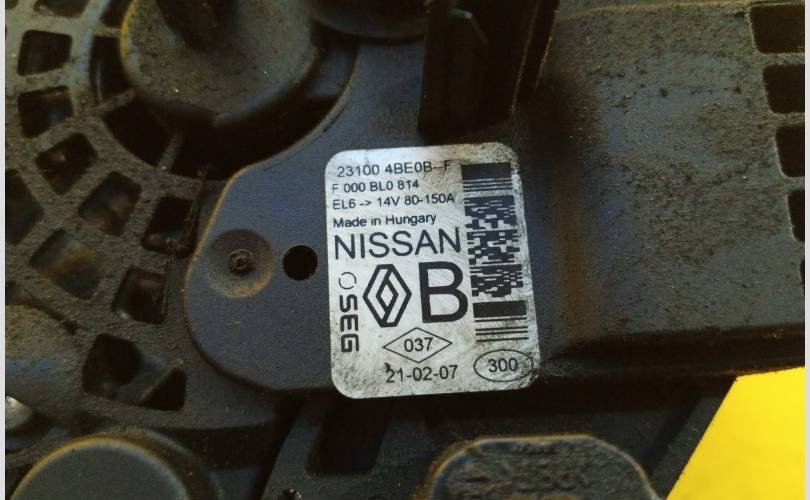 23100 4BE0B--F
F 000 BL0 814
EL6 -> 14V 80-150A
Made in Hungary
NISSAN
SEG
B
037
21-02-07
300